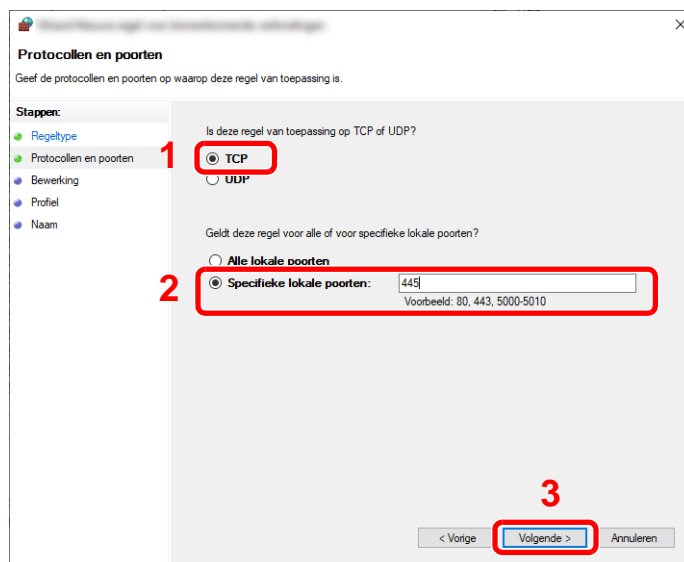 Protocollen en poorten
Geef de protocollen en poorten op waarop deze regel van toepassing is.
Stappen:
Regeltype
Protocollen en poorten
Bewerking
Profiel
Naam
Is deze regel van toepassing op TCP of UDP?
1
TCP
UDP
Geldt deze regel voor alle of voor specifieke lokale poorten?
Alle lokale poorten
2
Specifieke lokale poorten: 445
Voorbeeld: 80, 443, 5000-5010
3
< Vorige Volgende > Annuleren